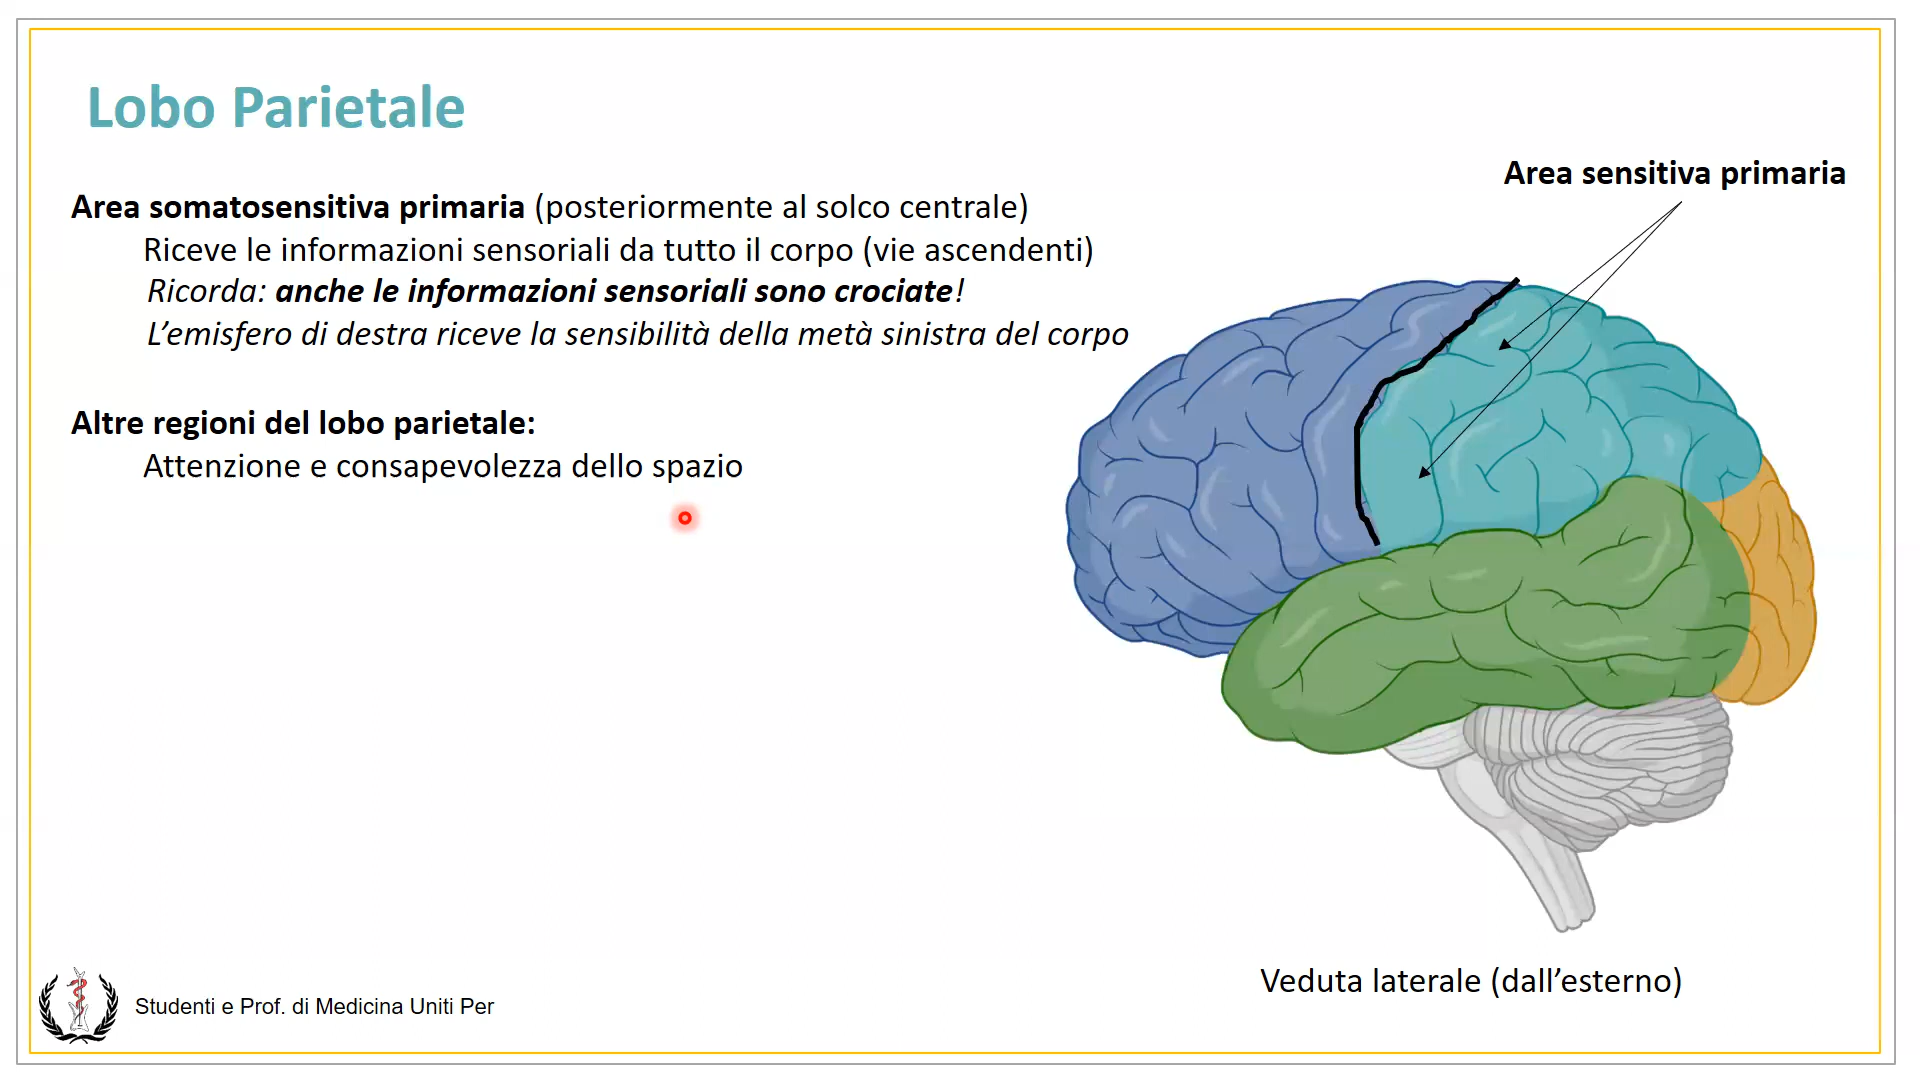 Lobo Parietale
Area sensitiva primaria
Area somatosensitiva primaria (posteriormente al solco centrale)
Riceve le informazioni sensoriali da tutto il corpo (vie ascendenti)
Ricorda: anche le informazioni sensoriali sono crociate!
L’emisfero di destra riceve la sensibilità della metà sinistra del corpo
Altre regioni del lobo parietale:
Attenzione e consapevolezza dello spazio
Veduta laterale (dall’esterno)
Studenti e Prof. di Medicina Uniti Per